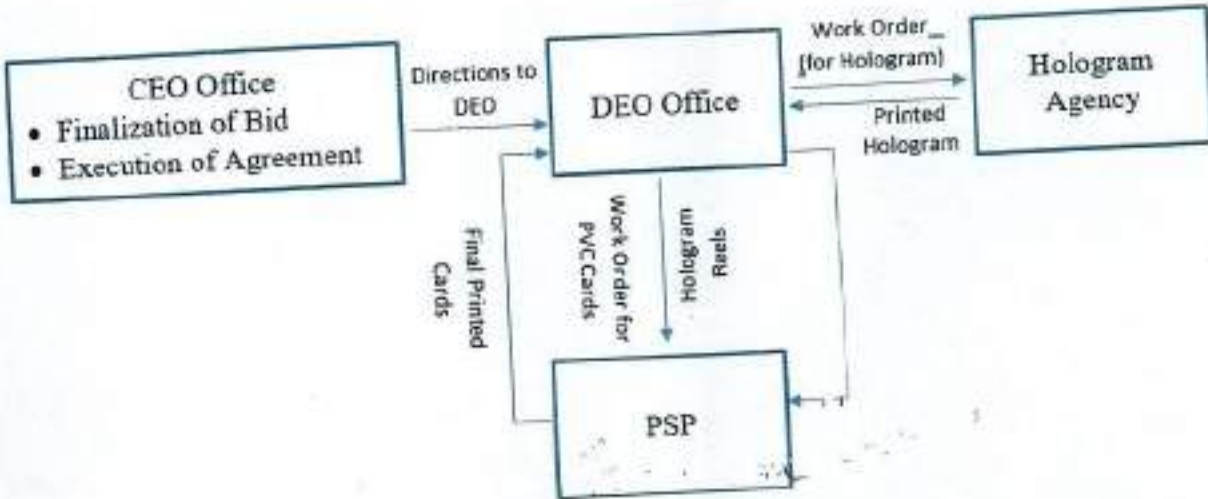 CEO Office
• Finalization of Bid
• Execution of Agreement
Directions to
DEO
DEO Office
Work Order_
(for Hologram)
Printed
Hologram
Hologram
Agency
Final Printed
Cards
Work Order for
PVC Cards
Hologram
Reels
PSP